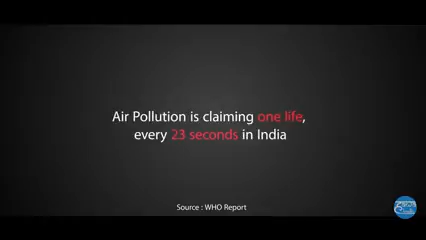 Air Pollution is claiming one life,
every 23 seconds in India
Source : WHO Report